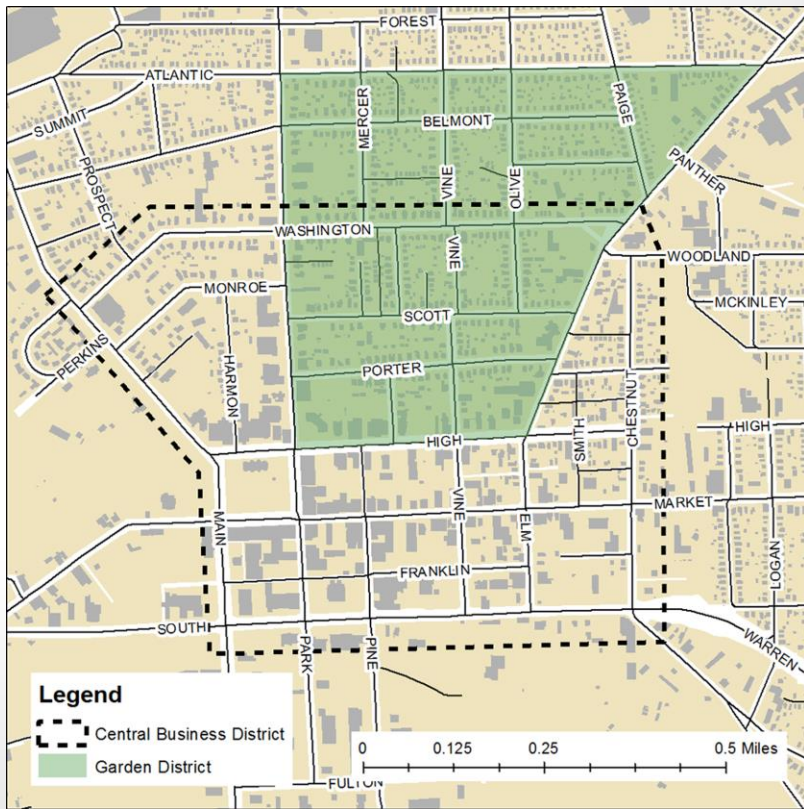 FOREST
ATLANTIC
SUMMIT
MERCER
BELMONT
PAIGE
PROSPECT
VINE
OLIVE
PANTHER
WASHINGTON
VINE
WOODLAND
MONROE
MCKINLEY
SCOTT
PERKINS
HARMON
PORTER
CHESTNUT
SMITH
HIGH
HIGH
MAIN
VINE
ELM
MARKET
FRANKLIN
LOGAN
SOUTH
PARK
PINE
WARREN
Legend
Central Business District
Garden District
0 0.125 0.25 0.5 Miles
FULTON